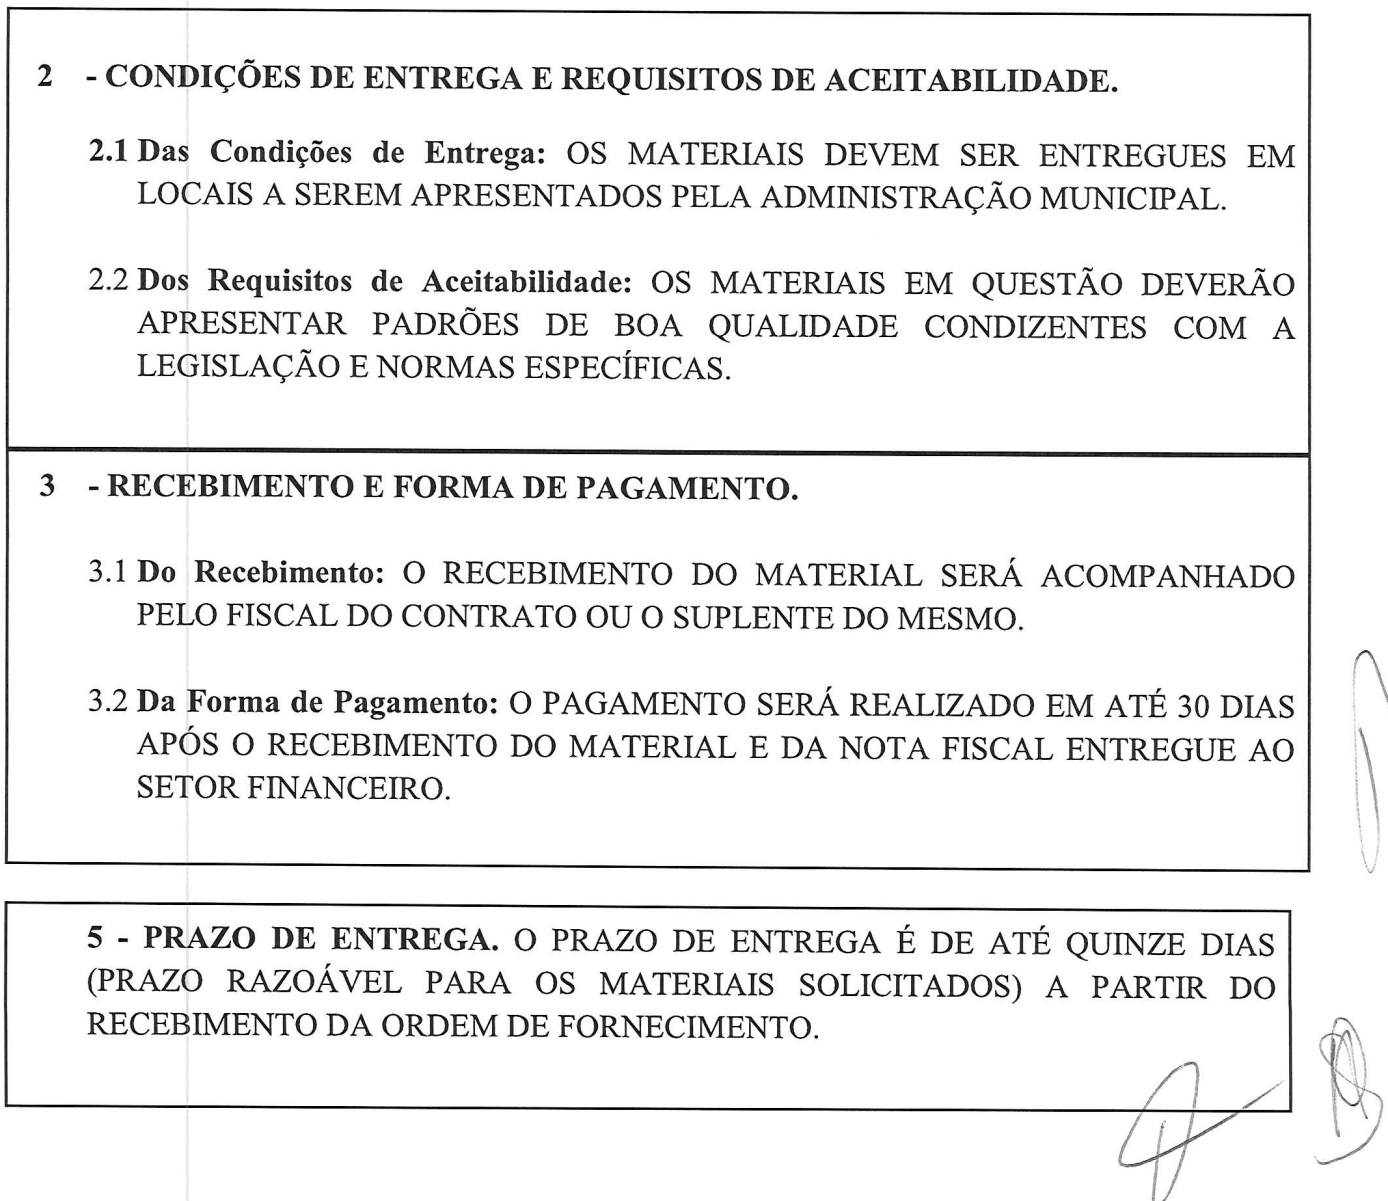 2 - CONDIÇÕES DE ENTREGA E REQUISITOS DE ACEITABILIDADE.
2.1 Das Condições de Entrega: OS MATERIAIS DEVEM SER ENTREGUES EM
LOCAIS A SEREM APRESENTADOS PELA ADMINISTRAÇÃO MUNICIPAL.
2.2 Dos Requisitos de Aceitabilidade: OS MATERIAIS EM QUESTÃO DEVERÃO
APRESENTAR PADRÕES DE BOA QUALIDADE CONDIZENTES COM A
LEGISLAÇÃO E NORMAS ESPECÍFICAS.
3 - RECEBIMENTO E FORMA DE PAGAMENTO.
3.1 Do Recebimento: O RECEBIMENTO DO MATERIAL SERÁ ACOMPANHADO
PELO FISCAL DO CONTRATO OU O SUPLENTE DO MESMO.
3.2 Da Forma de Pagamento: O PAGAMENTO SERÁ REALIZADO EM ATÉ 30 DIAS
APÓS O RECEBIMENTO DO MATERIAL E DA NOTA FISCAL ENTREGUE AO
SETOR FINANCEIRO.
5 - PRAZO DE ENTREGA. O PRAZO DE ENTREGA É DE ATÉ QUINZE DIAS
(PRAZO RAZOÁVEL PARA OS MATERIAIS SOLICITADOS) A PARTIR DO
RECEBIMENTO DA ORDEM DE FORNECIMENTO.